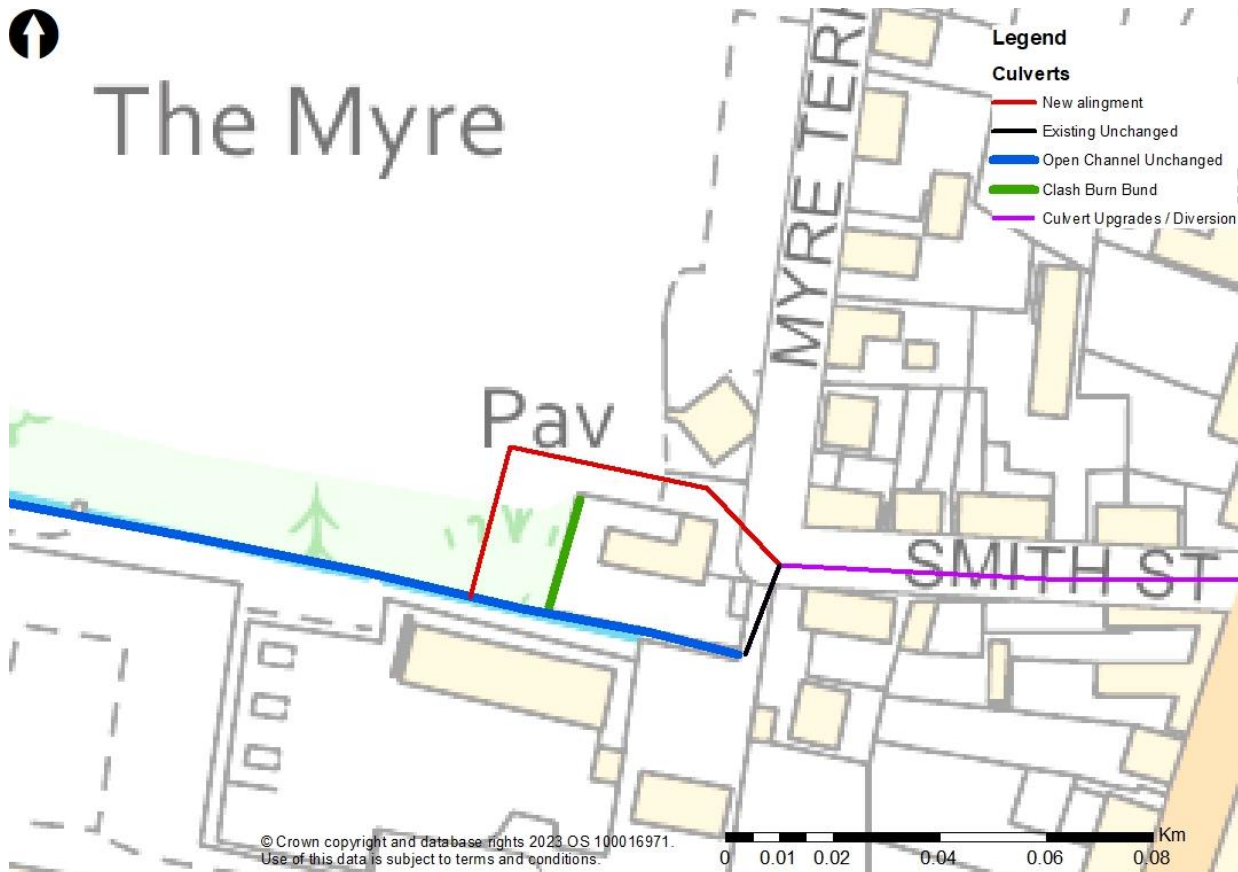 The Myre
MYRE TERR
Legend
Culverts
New alingment
Existing Unchanged
Open Channel Unchanged
Clash Burn Bund
Culvert Upgrades / Diversion
Pav
SMITH ST
© Crown copyright and database rights 2023 OS 100016971.
Use of this data is subject to terms and conditions.
Km
0 0.01 0.02 0.04 0.06 0.08